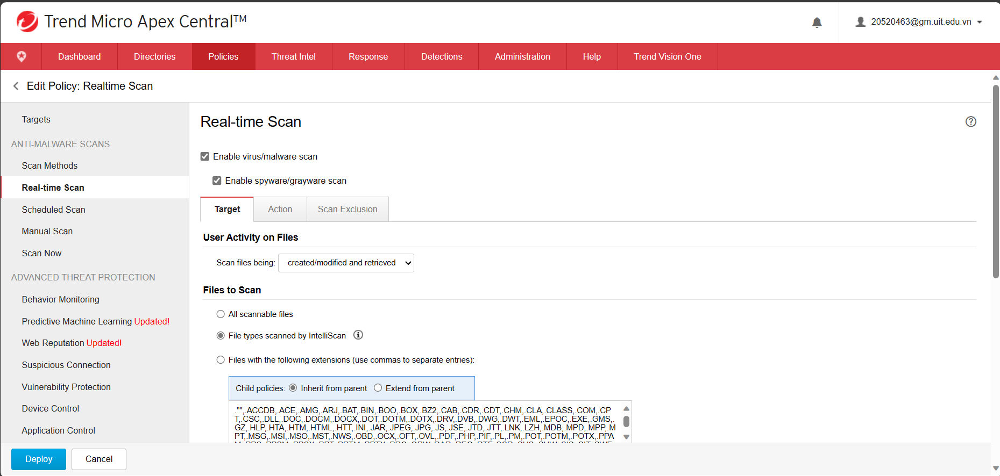 Trend Micro Apex Central™
20520463@gm.uit.edu.vn
Dashboard
Directories
Policies
Threat Intel
Response
Detections
Administration
Help
Trend Vision One
Edit Policy: Realtime Scan
Targets
ANTI-MALWARE SCANS
Scan Methods
Real-time Scan
Scheduled Scan
Manual Scan
Scan Now
ADVANCED THREAT PROTECTION
Behavior Monitoring
Predictive Machine Learning Updated!
Web Reputation Updated!
Suspicious Connection
Vulnerability Protection
Device Control
Application Control
Real-time Scan
Enable virus/malware scan
Enable spyware/grayware scan
Target
Action
Scan Exclusion
User Activity on Files
Scan files being: created/modified and retrieved
Files to Scan
All scannable files
File types scanned by IntelliScan
Files with the following extensions (use commas to separate entries):
Child policies: Inherit from parent Extend from parent
."",.ACCDB,.ACE,.AMG,.ARJ,.BAT,.BIN,.BOO,.BOX,.BZ2,.CAB,.CDR,.CDT,.CHM,.CLA,.CLASS,.COM,.CP
T,.CSC,.DLL,.DOC,.DOCM,.DOCX,.DOT,.DOTM,.DOTX,.DRV,.DVB,.DWG,.DWT,.EML,.EPOC,.EXE,.GMS,.
GZ,.HLP,.HTA,.HTM,.HTML,.HTT,.INI,.JAR,.JPEG,.JPG,.JS,.JSE,.JTD,.JTT,.LNK,.LZH,.MDB,.MPD,.MPP,.M
PT,.MSG,.MSI,.MSO,.MST,.NWS,.OBD,.OCX,.OFT,.OVL,.PDF,.PHP,.PIF,.PL,.PM,.POT,.POTM,.POTX,.PPA
Deploy
Cancel